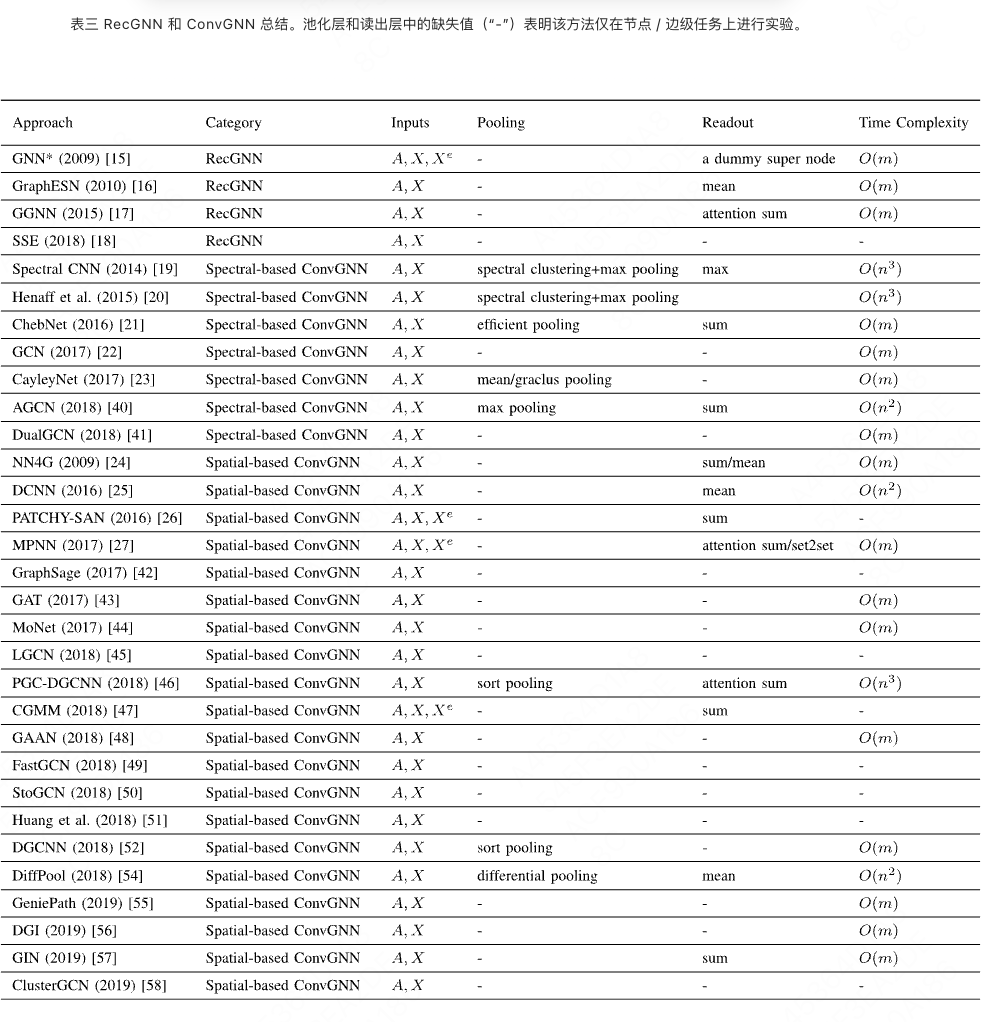 表三 RecGNN 和 ConvGNN 总结。池化层和读出层中的缺失值（“-”）表明该方法仅在节点 / 边级任务上进行实验。
Approach Category Inputs Pooling Readout Time Complexity
GNN* (2009) [15] RecGNN A, X, Xᵉ - a dummy super node O(m)
GraphESN (2010) [16] RecGNN A, X - mean O(m)
GGNN (2015) [17] RecGNN A, X - attention sum O(m)
SSE (2018) [18] RecGNN A, X - - -
Spectral CNN (2014) [19] Spectral-based ConvGNN A, X spectral clustering+max pooling max O(n³)
Henaff et al. (2015) [20] Spectral-based ConvGNN A, X spectral clustering+max pooling O(n³)
ChebNet (2016) [21] Spectral-based ConvGNN A, X efficient pooling sum O(m)
GCN (2017) [22] Spectral-based ConvGNN A, X - - O(m)
CayleyNet (2017) [23] Spectral-based ConvGNN A, X mean/graclus pooling - O(m)
AGCN (2018) [40] Spectral-based ConvGNN A, X max pooling sum O(n²)
DualGCN (2018) [41] Spectral-based ConvGNN A, X - - O(m)
NN4G (2009) [24] Spatial-based ConvGNN A, X - sum/mean O(m)
DCNN (2016) [25] Spatial-based ConvGNN A, X - mean O(n²)
PATCHY-SAN (2016) [26] Spatial-based ConvGNN A, X, Xᵉ - sum -
MPNN (2017) [27] Spatial-based ConvGNN A, X, Xᵉ - attention sum/set2set O(m)
GraphSage (2017) [42] Spatial-based ConvGNN A, X - - -
GAT (2017) [43] Spatial-based ConvGNN A, X - - O(m)
MoNet (2017) [44] Spatial-based ConvGNN A, X - - O(m)
LGCN (2018) [45] Spatial-based ConvGNN A, X - - -
PGC-DGCNN (2018) [46] Spatial-based ConvGNN A, X sort pooling attention sum O(n³)
CGMM (2018) [47] Spatial-based ConvGNN A, X, Xᵉ - sum -
GAAN (2018) [48] Spatial-based ConvGNN A, X - - O(m)
FastGCN (2018) [49] Spatial-based ConvGNN A, X - - -
StoGCN (2018) [50] Spatial-based ConvGNN A, X - - -
Huang et al. (2018) [51] Spatial-based ConvGNN A, X - - -
DGCNN (2018) [52] Spatial-based ConvGNN A, X sort pooling - O(m)
DiffPool (2018) [54] Spatial-based ConvGNN A, X differential pooling mean O(n²)
GeniePath (2019) [55] Spatial-based ConvGNN A, X - - O(m)
DGI (2019) [56] Spatial-based ConvGNN A, X - - O(m)
GIN (2019) [57] Spatial-based ConvGNN A, X - sum O(m)
ClusterGCN (2019) [58] Spatial-based ConvGNN A, X - - -